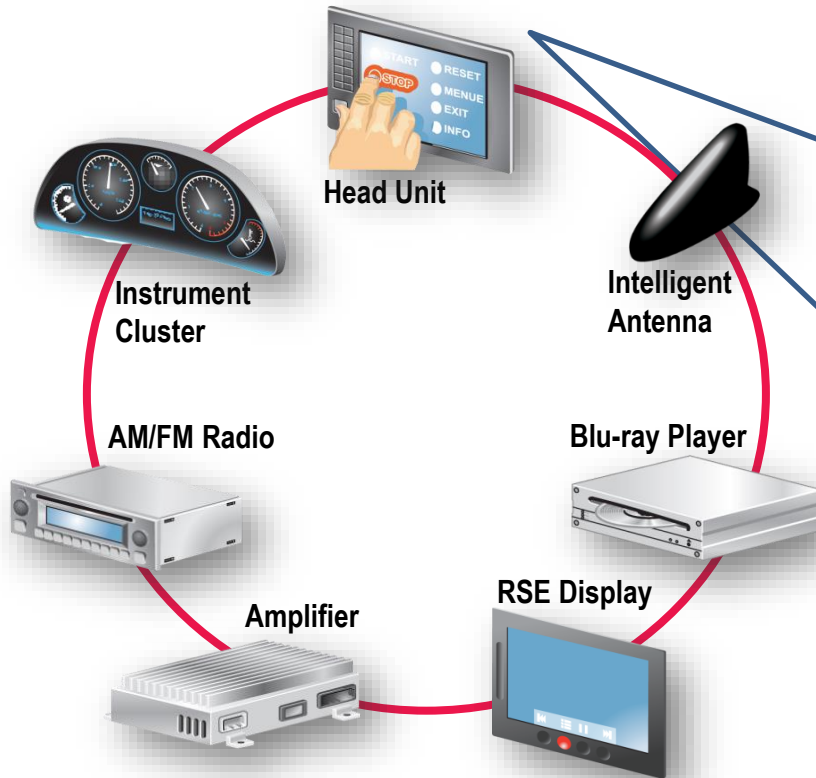 START
STOP
RESET
MENUE
EXIT
INFO
Head Unit
Instrument
Cluster
Intelligent
Antenna
AM/FM Radio
Blu-ray Player
Amplifier
RSE Display